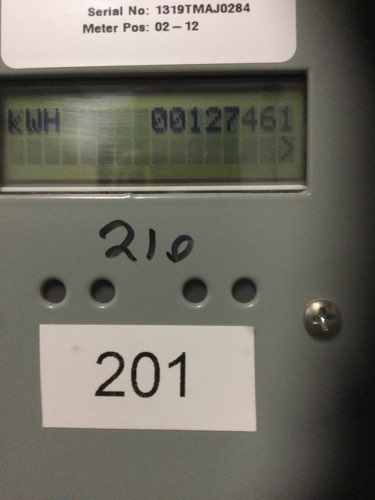 Serial No: 1319TMAJ0284
Meter Pos: 02-12
KWH 00127461
>
210
201